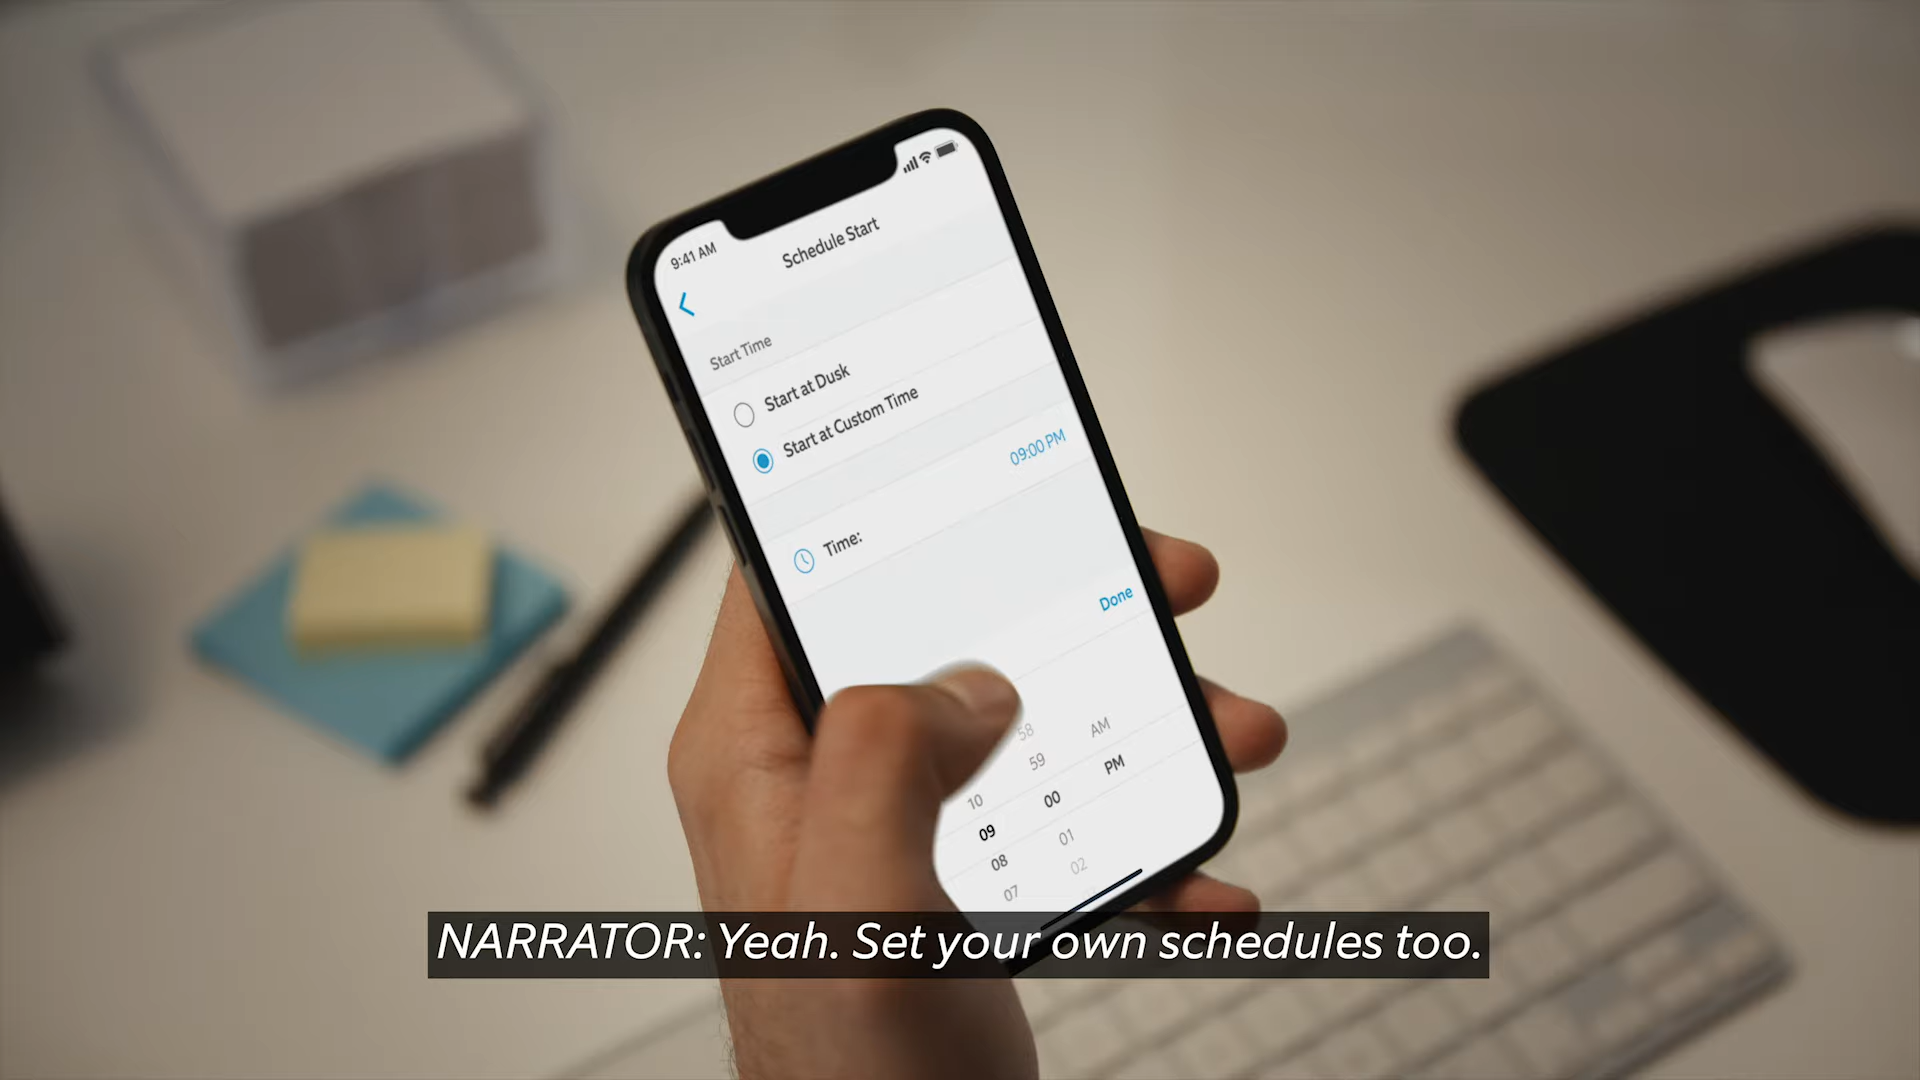 9:41 AM
Schedule Start
Start Time
Start at Dusk
Start at Custom Time
Time:
09:00 PM
Done
58
AM
59
PM
10
00
09
01
08
02
07
NARRATOR: Yeah. Set your own schedules too.